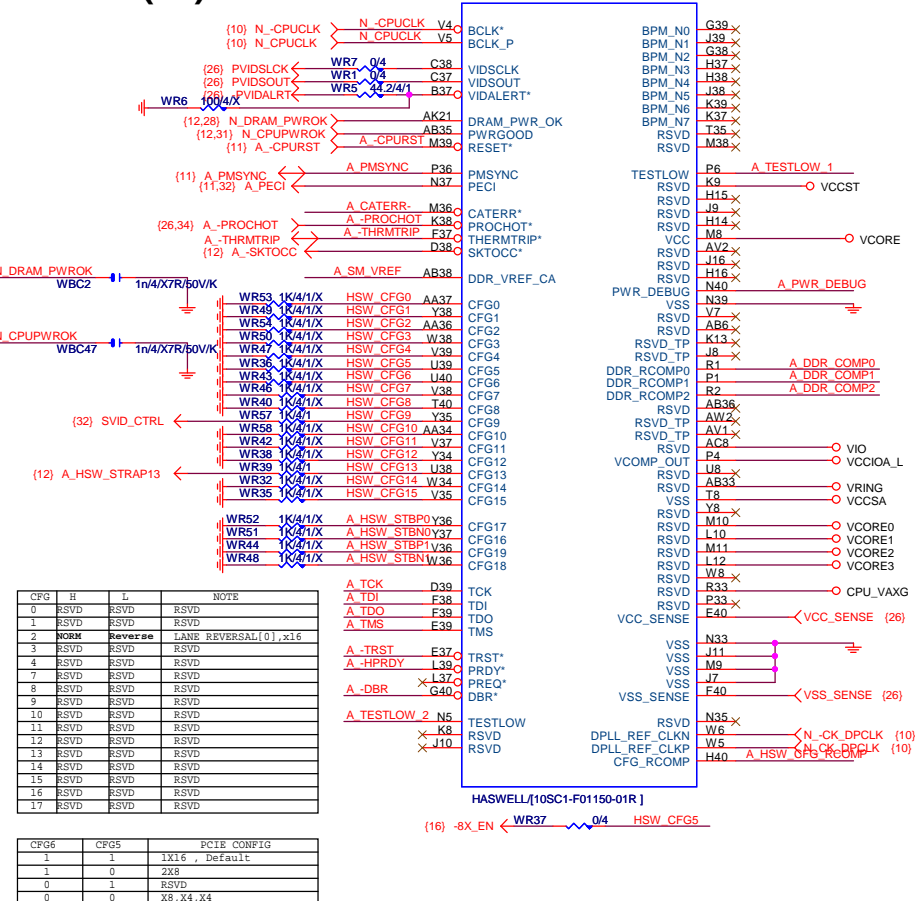 {10} N_-CPUCLK N_-CPUCLK V4 BCLK*
{10} N_CPUCLK N_CPUCLK V5 BCLK_P
{26} PVIDSLCK WR7 0/4 C38 VIDSCLK
{26} PVIDSOUT WR1 0/4 C37 VIDSOUT
{26} PVIDALRT WR5 44.2/4/1 B37 VIDALERT*
WR6 100/4/X
{12,28} N_DRAM_PWROK AK21 DRAM_PWR_OK
{12,31} N_CPUPWROK AB35 PWRGOOD
{11} A_-CPURST A_-CPURST M39 RESET*
{11} A_PMSYNC A_PMSYNC P36 PMSYNC
{11,32} A_PECI N37 PECI
A_CATERR- M36 CATERR*
{26,34} A_-PROCHOT A_-PROCHOT K38 PROCHOT*
A_-THRMTRIP A_-THRMTRIP F37 THERMTRIP*
{12} A_-SKTOCC D38 SKTOCC*
A_SM_VREF AB38 DDR_VREF_CA
N_DRAM_PWROK WBC2 1n/4/X7R/50V/K
N_CPUPWROK WBC47 1n/4/X7R/50V/K
WR53 1K/4/1/X HSW_CFG0 AA37 CFG0
WR49 1K/4/1/X HSW_CFG1 Y38 CFG1
WR54 1K/4/1/X HSW_CFG2 AA36 CFG2
WR50 1K/4/1/X HSW_CFG3 W38 CFG3
WR47 1K/4/1/X HSW_CFG4 V39 CFG4
WR36 1K/4/1/X HSW_CFG5 U39 CFG5
WR43 1K/4/1/X HSW_CFG6 U40 CFG6
WR46 1K/4/1/X HSW_CFG7 V38 CFG7
WR40 1K/4/1/X HSW_CFG8 T40 CFG8
{32} SVID_CTRL WR57 1K/4/1 HSW_CFG9 Y35 CFG9
WR58 1K/4/1/X HSW_CFG10 AA34 CFG10
WR42 1K/4/1/X HSW_CFG11 V37 CFG11
WR38 1K/4/1/X HSW_CFG12 Y34 CFG12
{12} A_HSW_STRAP13 WR39 1K/4/1 HSW_CFG13 U38 CFG13
WR32 1K/4/1/X HSW_CFG14 W34 CFG14
WR35 1K/4/1/X HSW_CFG15 V35 CFG15
WR52 1K/4/1/X A_HSW_STBP0 Y36 CFG17
WR51 1K/4/1/X A_HSW_STBN0 Y37 CFG16
WR44 1K/4/1/X A_HSW_STBP1 V36 CFG19
WR48 1K/4/1/X A_HSW_STBN1 W36 CFG18
A_TCK D39 TCK
A_TDI F38 TDI
A_TDO F39 TDO
A_TMS E39 TMS
A_-TRST E37 TRST*
A_-HPRDY L39 PRDY*
L37 PREQ*
A_-DBR G40 DBR*
A_TESTLOW_2 N5 TESTLOW
K8 RSVD
J10 RSVD
BPM_N0 G39
BPM_N1 J39
BPM_N2 G38
BPM_N3 H37
BPM_N4 H38
BPM_N5 J38
BPM_N6 K39
BPM_N7 K37
RSVD T35
RSVD M38
TESTLOW P6 A_TESTLOW_1
RSVD K9 VCCST
RSVD H15
RSVD J9
RSVD H14
VCC M8 VCORE
RSVD AV2
RSVD J16
RSVD H16
PWR_DEBUG N40 A_PWR_DEBUG
VSS N39
RSVD V7
RSVD AB6
RSVD_TP K13
RSVD_TP J8
DDR_RCOMP0 R1 A_DDR_COMP0
DDR_RCOMP1 P1 A_DDR_COMP1
DDR_RCOMP2 R2 A_DDR_COMP2
RSVD AB36
RSVD_TP AW2
RSVD_TP AV1
RSVD AC8 VIO
VCOMP_OUT P4 VCCIOA_L
RSVD U8
RSVD AB33 VRING
VSS T8 VCCSA
RSVD Y8
RSVD M10 VCORE0
RSVD L10 VCORE1
RSVD M11 VCORE2
RSVD L12 VCORE3
RSVD W8
RSVD R33 CPU_VAXG
RSVD P33
VCC_SENSE E40 VCC_SENSE {26}
VSS N33
VSS J11
VSS M9
VSS J7
VSS_SENSE F40 VSS_SENSE {26}
RSVD N35
DPLL_REF_CLKN W6 N_-CK_DPCLK {10}
DPLL_REF_CLKP W5 N_CK_DPCLK {10}
CFG_RCOMP H40 A_HSW_CFG_RCOMP
HASWELL/[10SC1-F01150-01R ]
{16} -8X_EN WR37 0/4 HSW_CFG5
CFG H L NOTE
0 RSVD RSVD RSVD
1 RSVD RSVD RSVD
2 NORM Reverse LANE REVERSAL[0],x16
3 RSVD RSVD RSVD
4 RSVD RSVD RSVD
7 RSVD RSVD RSVD
8 RSVD RSVD RSVD
9 RSVD RSVD RSVD
10 RSVD RSVD RSVD
11 RSVD RSVD RSVD
12 RSVD RSVD RSVD
13 RSVD RSVD RSVD
14 RSVD RSVD RSVD
15 RSVD RSVD RSVD
16 RSVD RSVD RSVD
17 RSVD RSVD RSVD
CFG6 CFG5 PCIE CONFIG
1 1 1X16 , Default
1 0 2X8
0 1 RSVD
0 0 X8,X4,X4